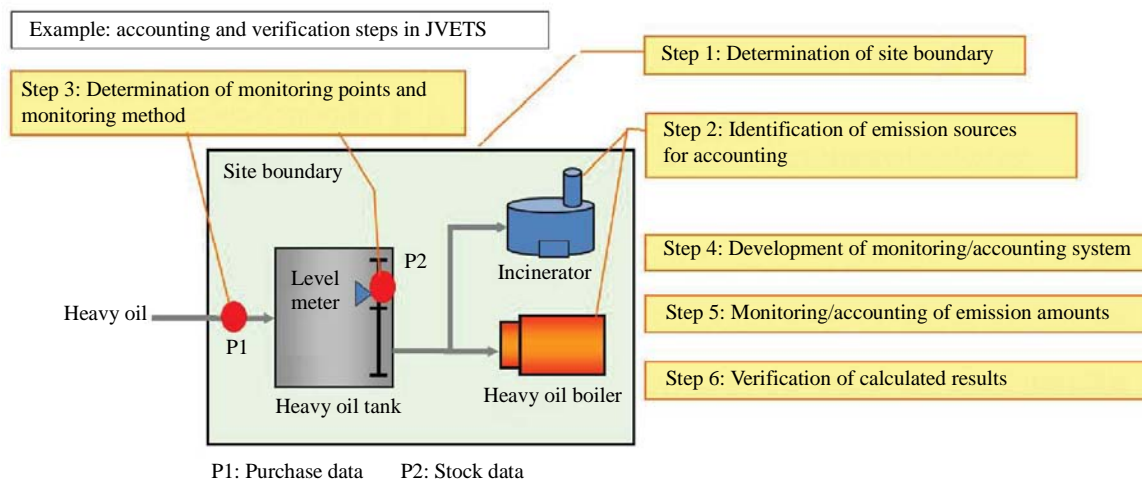 Example: accounting and verification steps in JVETS
Step 1: Determination of site boundary
Step 3: Determination of monitoring points and
monitoring method
Step 2: Identification of emission sources
for accounting
Site boundary
P2
Level
meter
Incinerator
Step 4: Development of monitoring/accounting system
Heavy oil
P1
Step 5: Monitoring/accounting of emission amounts
Heavy oil tank
Heavy oil boiler
Step 6: Verification of calculated results
P1: Purchase data P2: Stock data